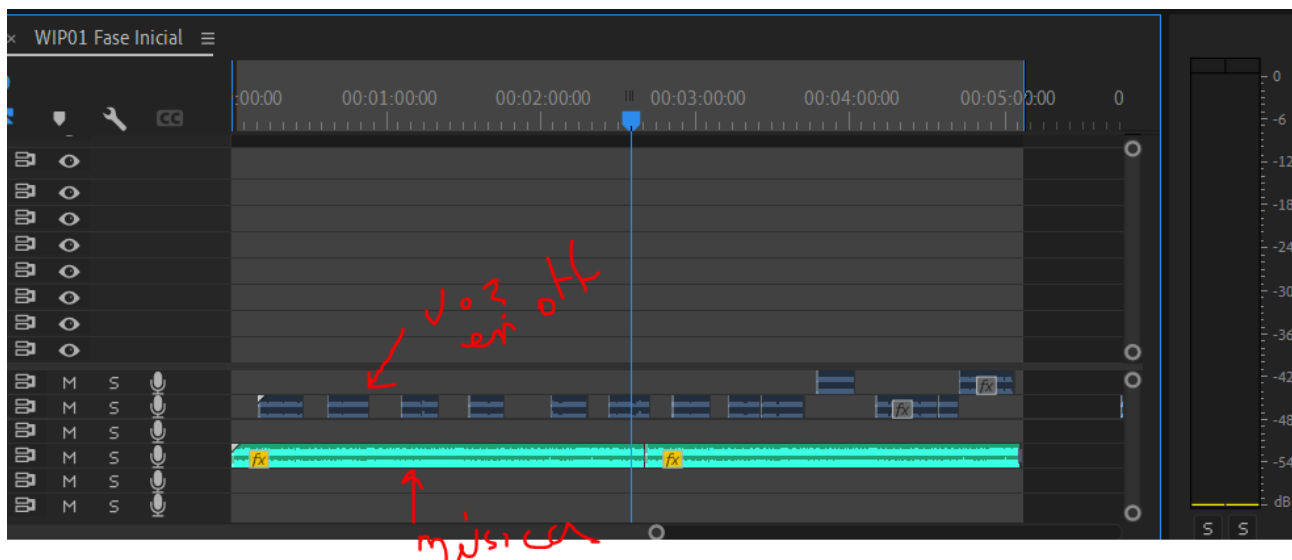 × WIP01 Fase Inicial ☰
:00:00 00:01:00:00 00:02:00:00 00:03:00:00 00:04:00:00 00:05:00:00 0
CC
voz
en off
M S
fx
M S
fx
M S
M S
fx fx
M S
M S
música
0
-6
-12
-18
-24
-30
-36
-42
-48
-54
dB
S S